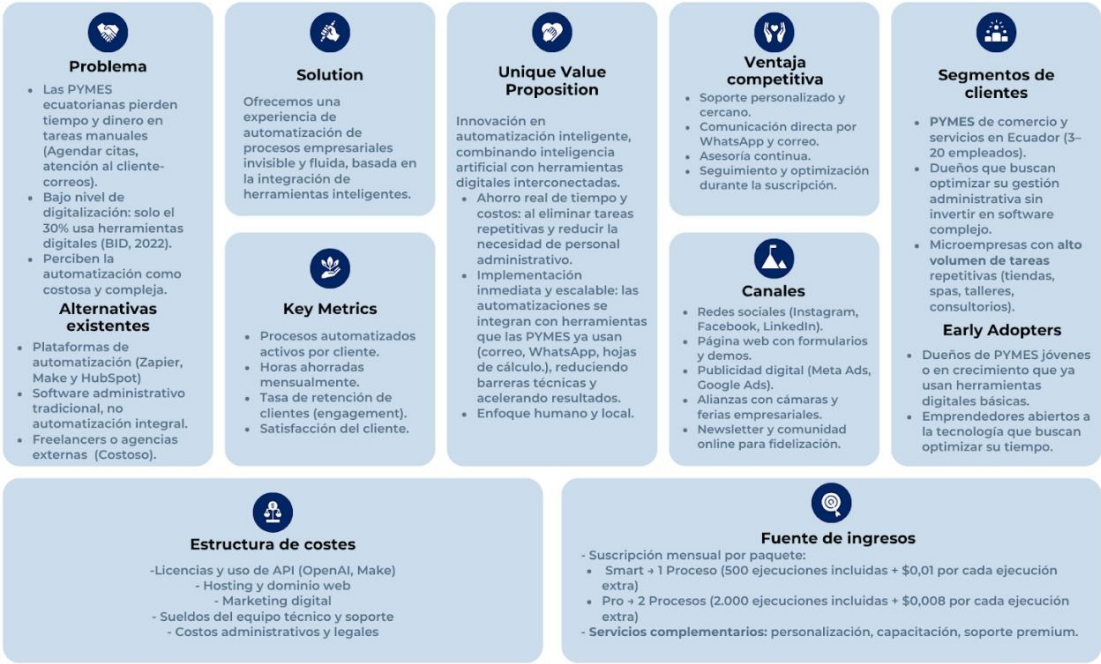 Problema
• Las PYMES
ecuatorianas pierden
tiempo y dinero en
tareas manuales
(Agendar citas,
atención al cliente-
correos).
• Bajo nivel de
digitalización: solo el
30% usa herramientas
digitales (BID, 2022).
• Perciben la
automatización como
costosa y compleja.
Alternativas
existentes
• Plataformas de
automatización (Zapier,
Make y HubSpot)
• Software administrativo
tradicional, no
automatización integral.
• Freelancers o agencias
externas (Costoso).
Solution
Ofrecemos una
experiencia de
automatización de
procesos empresariales
invisible y fluida, basada en
la integración de
herramientas inteligentes.
Key Metrics
• Procesos automatizados
activos por cliente.
• Horas ahorradas
mensualmente.
• Tasa de retención de
clientes (engagement).
• Satisfacción del cliente.
Unique Value
Proposition
Innovación en
automatización inteligente,
combinando inteligencia
artificial con herramientas
digitales interconectadas.
• Ahorro real de tiempo y
costos: al eliminar tareas
repetitivas y reducir la
necesidad de personal
administrativo.
• Implementación
inmediata y escalable: las
automatizaciones se
integran con herramientas
que las PYMES ya usan
(correo, WhatsApp, hojas
de cálculo.), reduciendo
barreras técnicas y
acelerando resultados.
• Enfoque humano y local.
Ventaja
competitiva
• Soporte personalizado y
cercano.
• Comunicación directa por
WhatsApp y correo.
• Asesoría continua.
• Seguimiento y optimización
durante la suscripción.
Canales
• Redes sociales (Instagram,
Facebook, LinkedIn).
• Página web con formularios
y demos.
• Publicidad digital (Meta Ads,
Google Ads).
• Alianzas con cámaras y
ferias empresariales.
• Newsletter y comunidad
online para fidelización.
Segmentos de
clientes
• PYMES de comercio y
servicios en Ecuador (3–
20 empleados).
• Dueños que buscan
optimizar su gestión
administrativa sin
invertir en software
complejo.
• Microempresas con alto
volumen de tareas
repetitivas (tiendas,
spas, talleres,
consultorios).
Early Adopters
• Dueños de PYMES jóvenes
o en crecimiento que ya
usan herramientas
digitales básicas.
• Emprendedores abiertos a
la tecnología que buscan
optimizar su tiempo.
Estructura de costes
-Licencias y uso de API (OpenAI, Make)
- Hosting y dominio web
- Marketing digital
- Sueldos del equipo técnico y soporte
- Costos administrativos y legales
Fuente de ingresos
- Suscripción mensual por paquete:
• Smart → 1 Proceso (500 ejecuciones incluidas + $0,01 por cada ejecución
extra)
• Pro → 2 Procesos (2.000 ejecuciones incluidas + $0,008 por cada ejecución
extra)
- Servicios complementarios: personalización, capacitación, soporte premium.